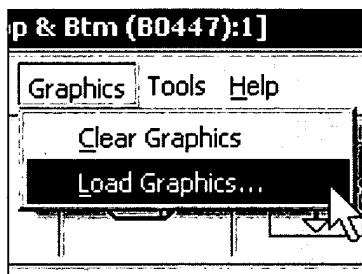 p & Btm (B0447):1]
Graphics Tools Help
Clear Graphics
Load Graphics...